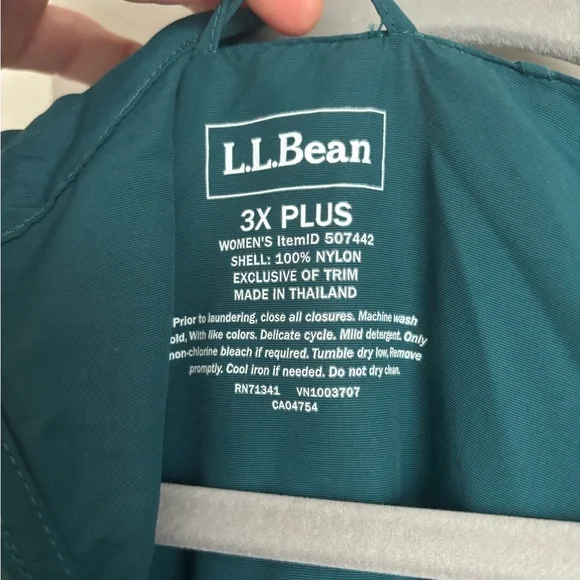 L.L.Bean
3X PLUS
WOMEN'S ItemID 507442
SHELL: 100% NYLON
EXCLUSIVE OF TRIM
MADE IN THAILAND
Prior to laundering, close all closures. Machine wash
old, With like colors. Delicate cycle. Mild detergent. Only
non-chlorine bleach if required. Tumble dry low, Remove
promptly. Cool iron if needed. Do not dry clean.
RN71341 VN1003707
CA04754